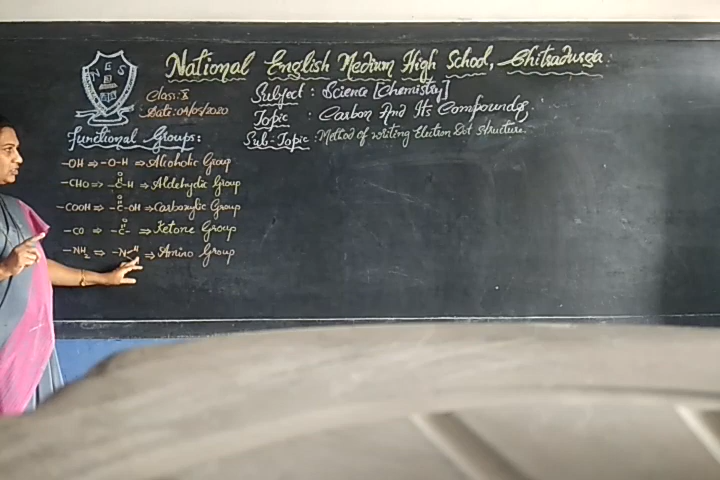 National English Medium High School, Chitradurga
N E S
Class: X
Date: 04/05/2020
Subject : Science [Chemistry]
Topic : Carbon And Its Compounds
Sub-Topic : Method of writing Electron Dot structure.
Functional Groups:
-OH ⇒ -O-H ⇒ Alcoholic Group
O
-CHO ⇒ -C-H ⇒ Aldehydic Group
O
-COOH ⇒ -C-OH ⇒ Carboxylic Group
O
-CO ⇒ -C- ⇒ Ketone Group
-NH2 ⇒ -N-H ⇒ Amino Group